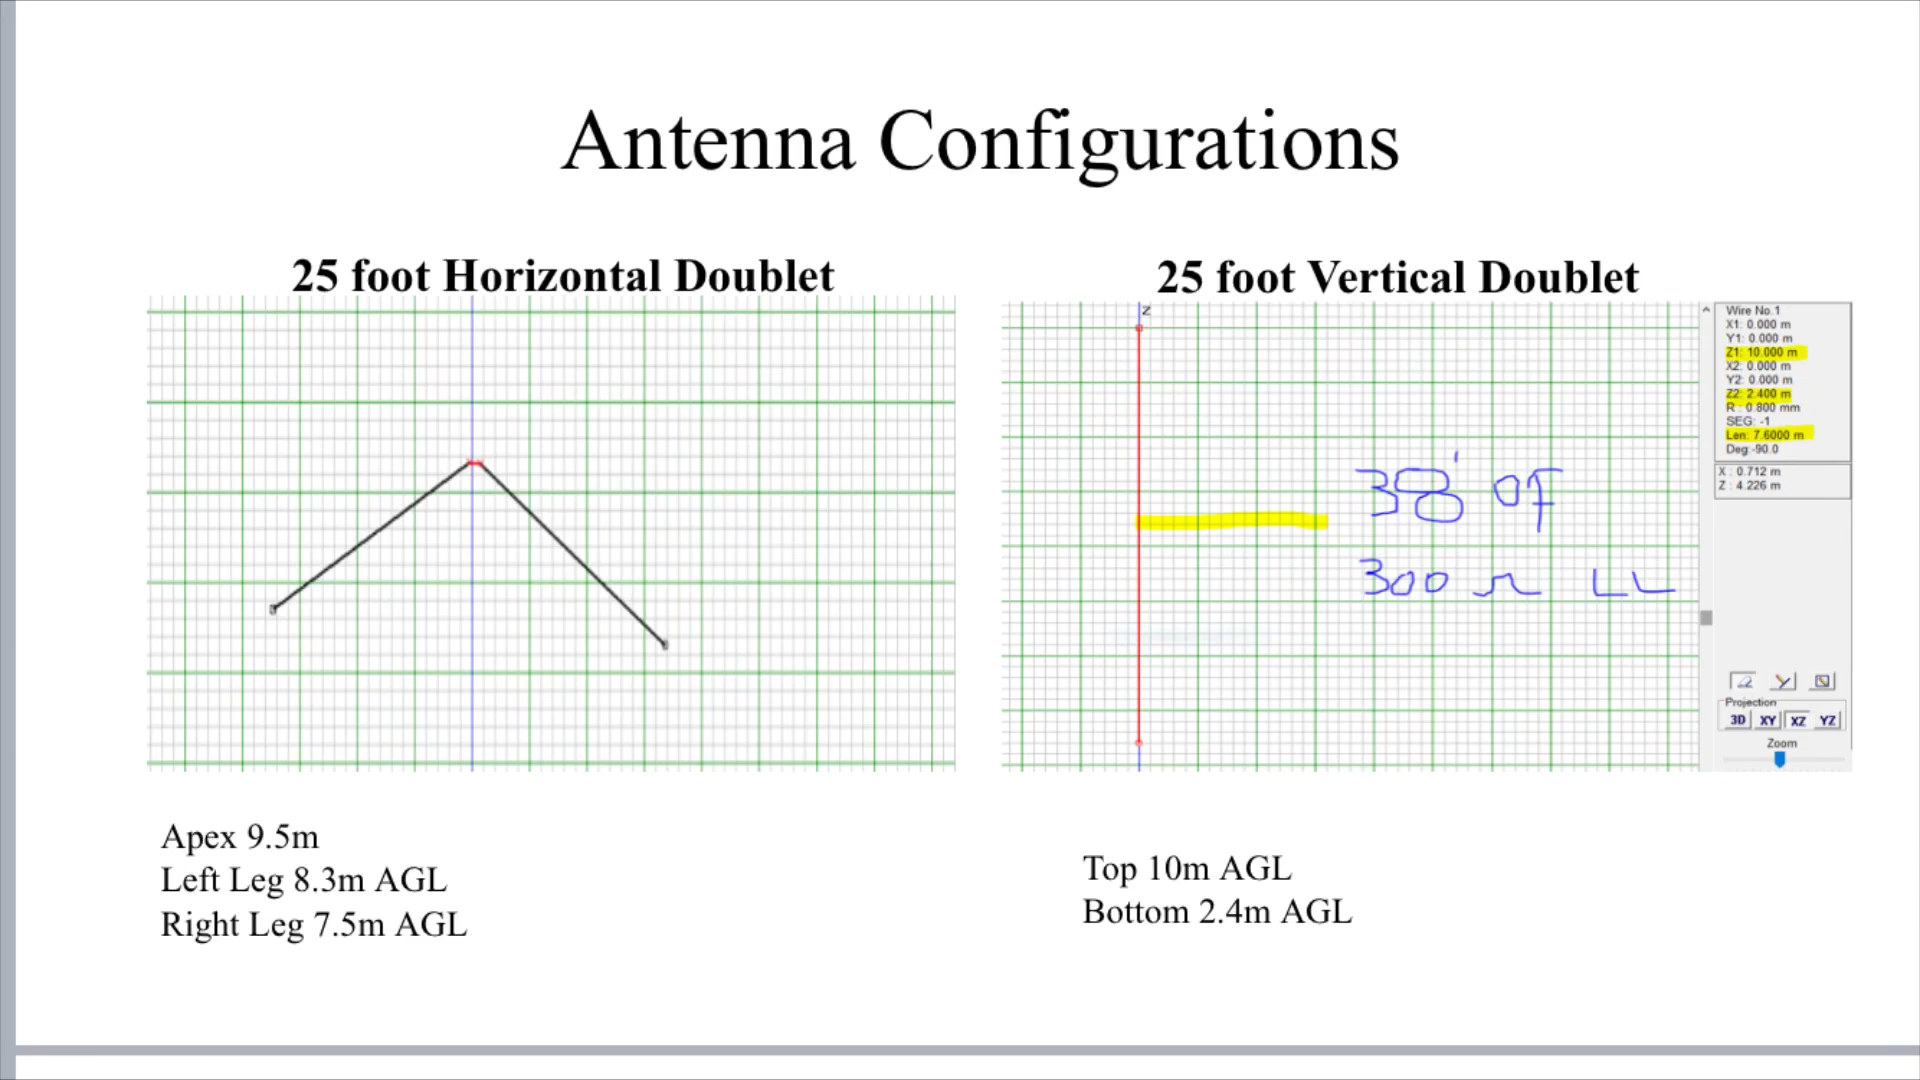 Antenna Configurations
25 foot Horizontal Doublet
Apex 9.5m
Left Leg 8.3m AGL
Right Leg 7.5m AGL
25 foot Vertical Doublet
Z
38' of
300 Ω LL
Wire No.1
X1: 0.000 m
Y1: 0.000 m
Z1: 10.000 m
X2: 0.000 m
Y2: 0.000 m
Z2: 2.400 m
R : 0.800 mm
SEG: -1
Len: 7.6000 m
Deg:-90.0
X : 0.712 m
Z : 4.226 m
Projection
3D XY XZ YZ
Zoom
Top 10m AGL
Bottom 2.4m AGL